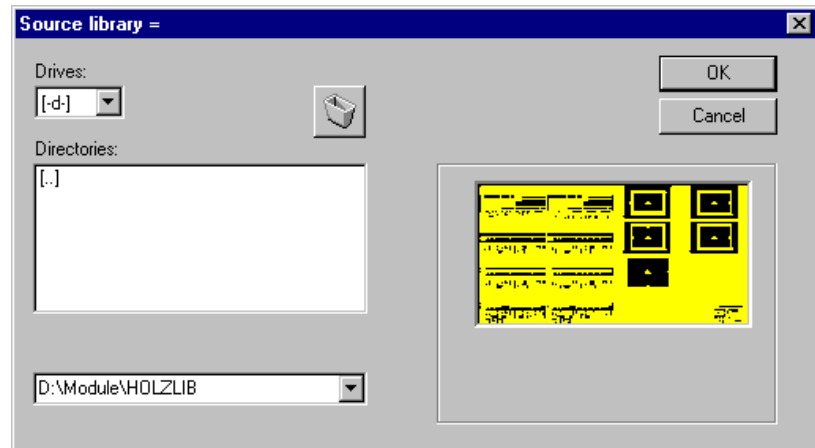 Source library =
Drives:
[-d-]
OK
Cancel
Directories:
[..]
D:\Module\HOLZLIB